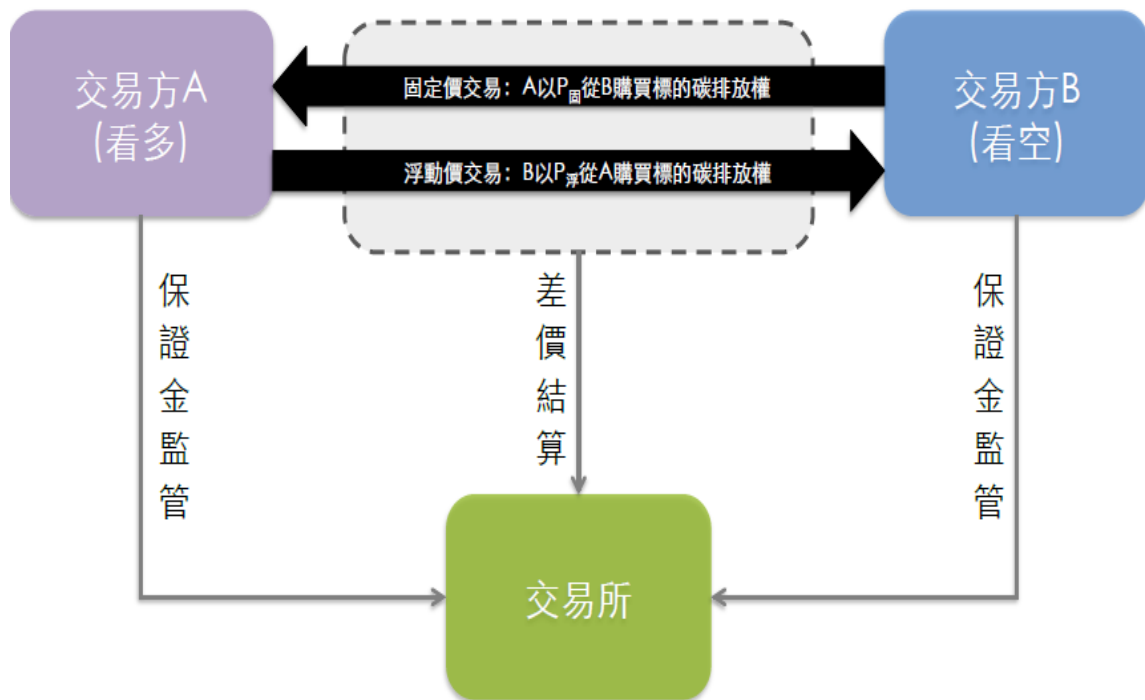 交易方A
(看多)
固定價交易：A以P固從B購買標的碳排放權
浮動價交易：B以P浮從A購買標的碳排放權
交易方B
(看空)
保證金監管
差價結算
保證金監管
交易所